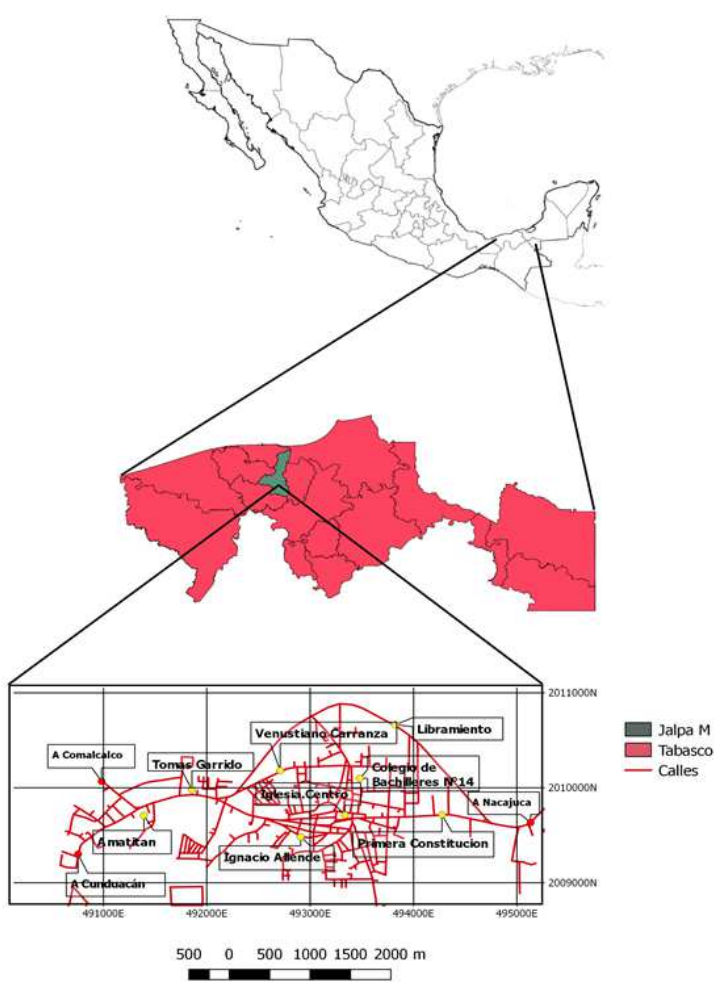 2011000N
Libramiento
Venustiano Carranza
A Comalcalco
Tomas Garrido
Colegio de
Bachilleres Nº14
2010000N
Iglesia Centro
A Nacajuca
Amatitan
Ignacio Allende
Primera Constitucion
A Cunduacán
2009000N
491000E
492000E
493000E
494000E
495000E
Jalpa M
Tabasco
Calles
500 0 500 1000 1500 2000 m